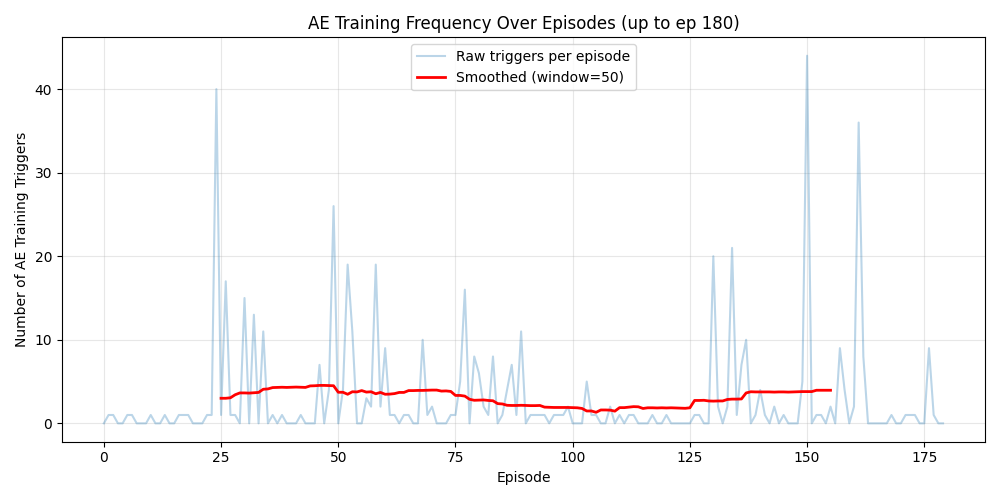 AE Training Frequency Over Episodes (up to ep 180)
Raw triggers per episode
Smoothed (window=50)
Number of AE Training Triggers
40
30
20
10
0
0 25 50 75 100 125 150 175
Episode